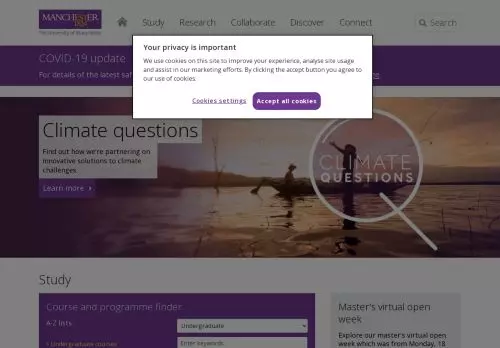 MANCHESTER
1824
The University of Manchester
Study
Research
Collaborate
Discover
Connect
Search
COVID-19 update
For details of the latest saf
ns
Your privacy is important
We use cookies on this site to improve your experience, analyse site usage
and assist in our marketing efforts. By clicking the accept button you agree to
our use of cookies.
Cookies settings
Accept all cookies
Climate questions
Find out how we're partnering on
innovative solutions to climate
challenges.
Learn more
CLIMATE
QUESTIONS
Study
Course and programme finder
A-Z lists
Undergraduate courses
Undergraduate
Enter keywords..
Master's virtual open
week
Explore our master's virtual open
week which was from Monday, 18